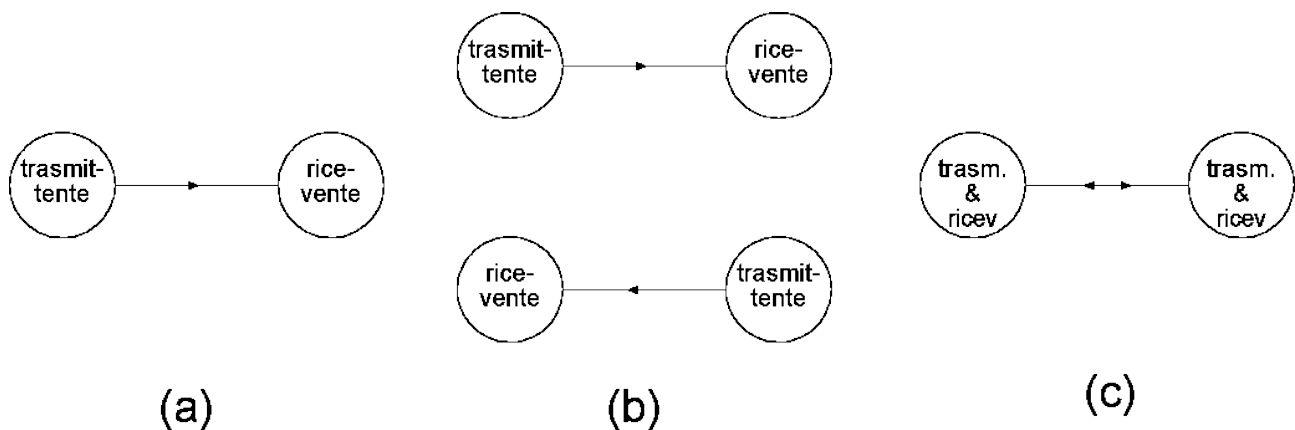 trasmit-
tente
rice-
vente
(a)
trasmit-
tente
rice-
vente
rice-
vente
trasmit-
tente
(b)
trasm.
&
ricev
trasm.
&
ricev
(c)